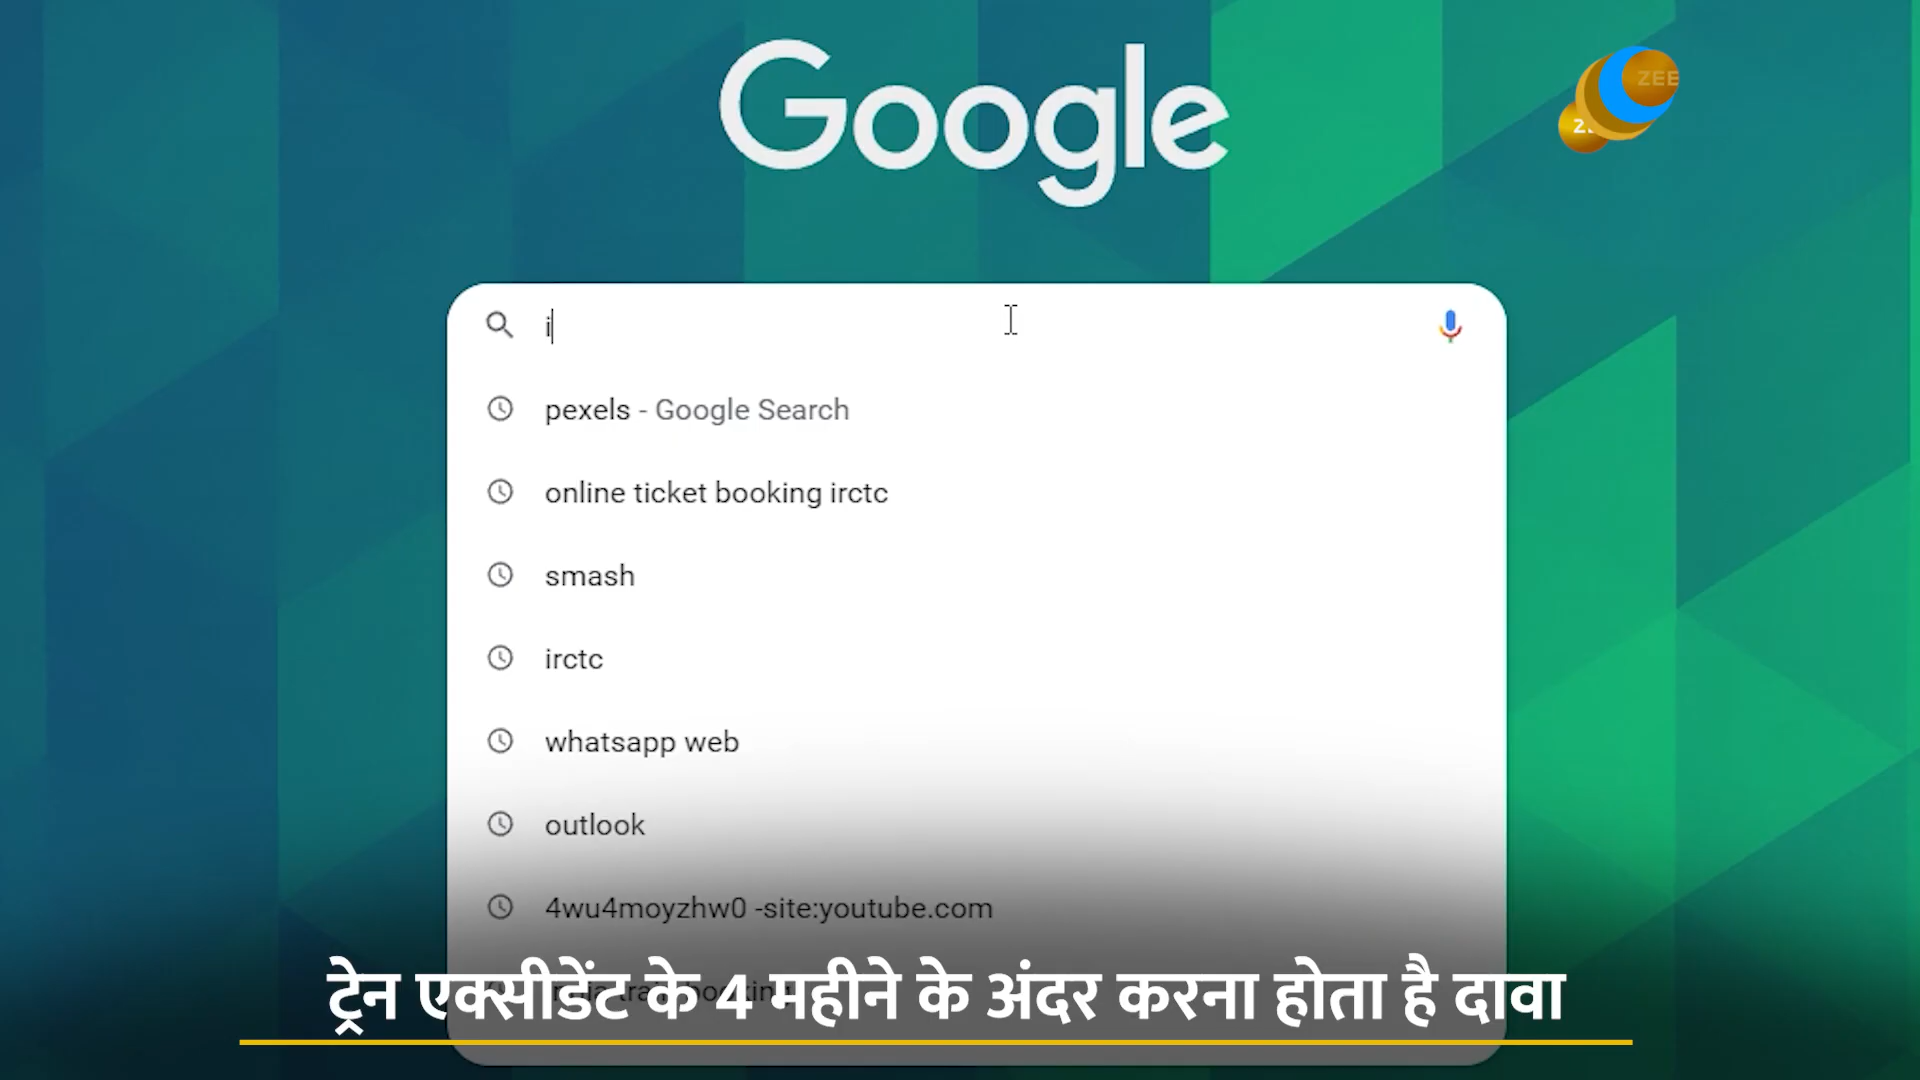 Google
ZEE
i
pexels - Google Search
online ticket booking irctc
smash
irctc
whatsapp web
outlook
4wu4moyzhw0 -site:youtube.com
ट्रेन एक्सीडेंट के 4 महीने के अंदर करना होता है दावा